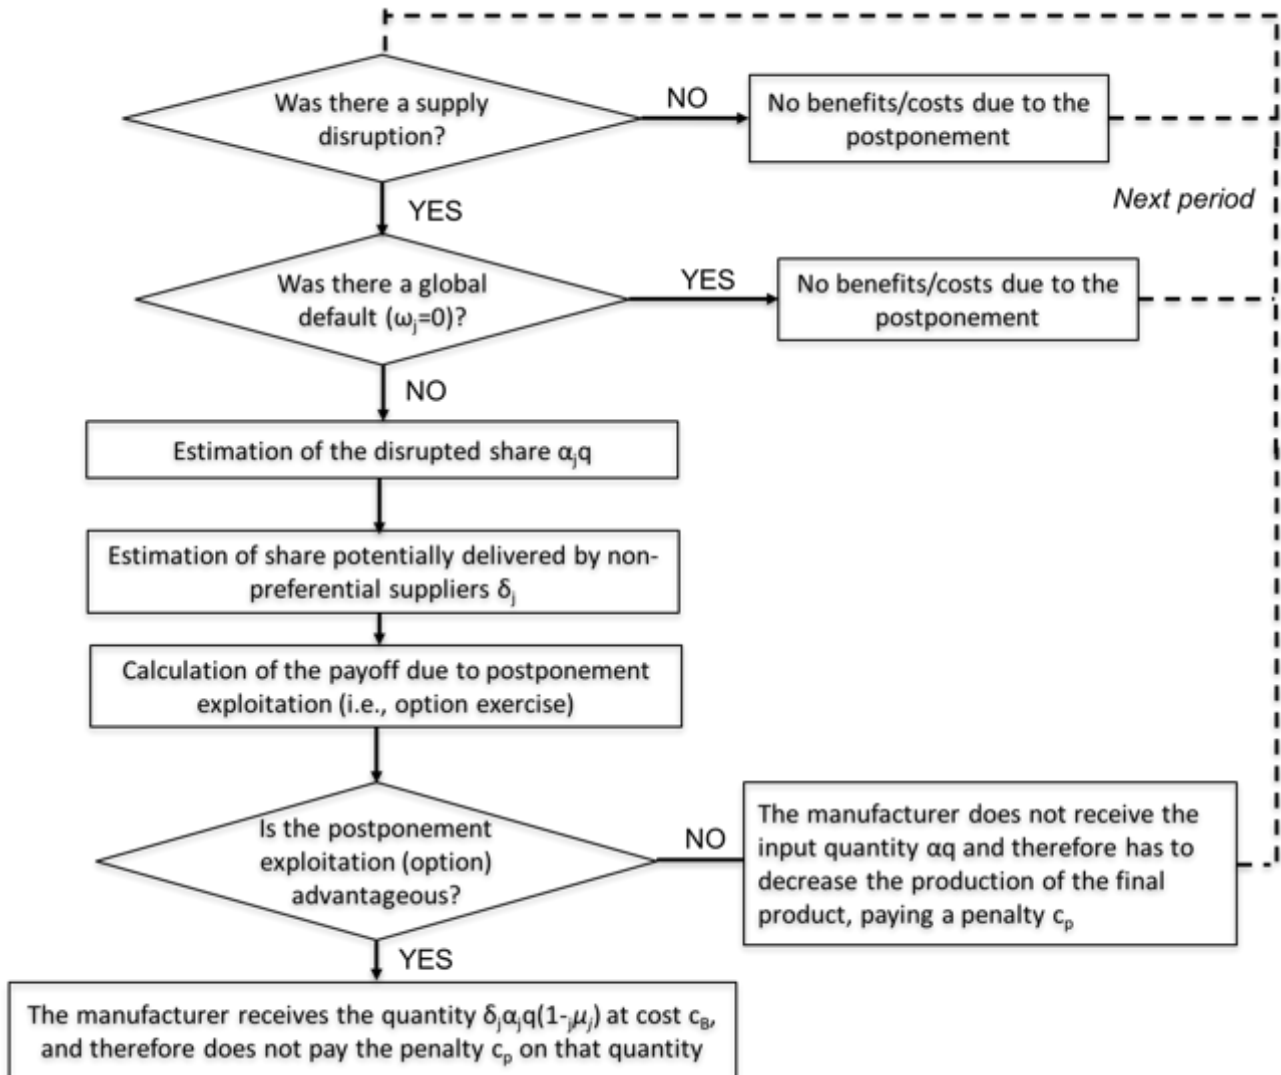 Was there a supply
disruption?
NO
No benefits/costs due to the
postponement
Next period
YES
Was there a global
default (ωj=0)?
YES
No benefits/costs due to the
postponement
NO
Estimation of the disrupted share αjq
Estimation of share potentially delivered by non-
preferential suppliers δj
Calculation of the payoff due to postponement
exploitation (i.e., option exercise)
Is the postponement
exploitation (option)
advantageous?
NO
The manufacturer does not receive the
input quantity αq and therefore has to
decrease the production of the final
product, paying a penalty cp
YES
The manufacturer receives the quantity δjαjq(1-jμj) at cost cB,
and therefore does not pay the penalty cp on that quantity